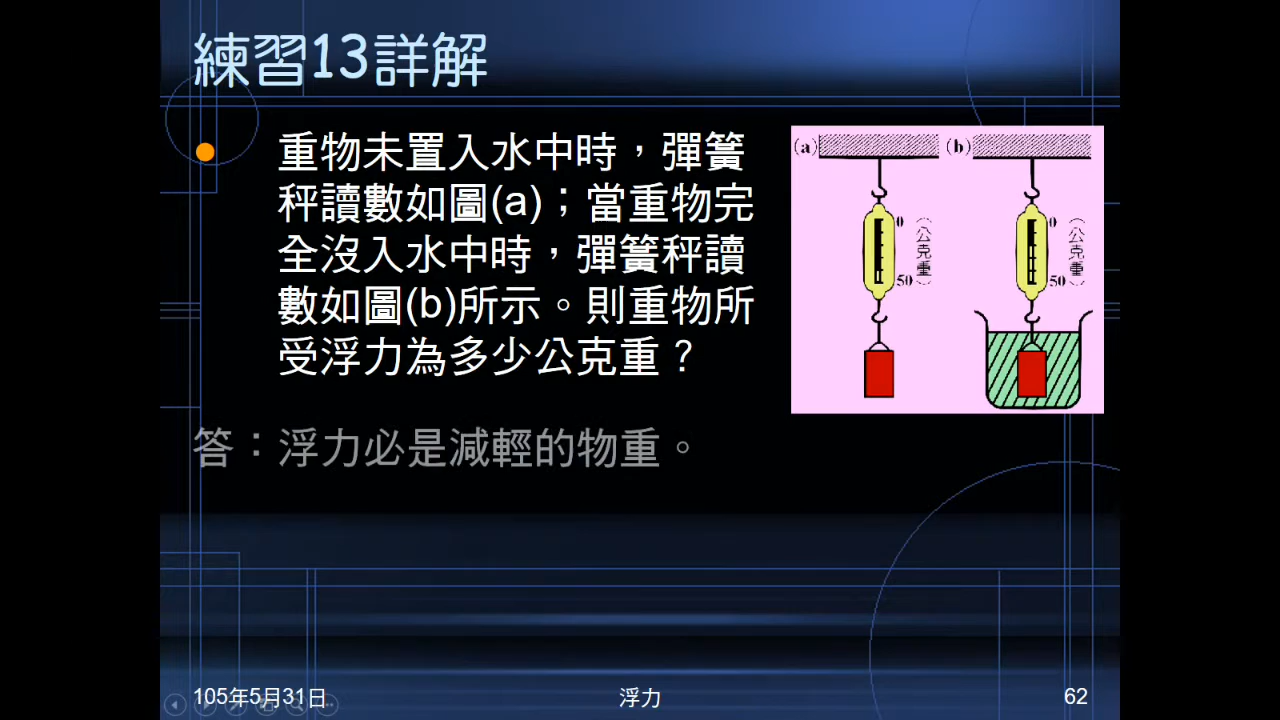 練習13詳解
重物未置入水中時，彈簧
秤讀數如圖(a)；當重物完
全沒入水中時，彈簧秤讀
數如圖(b)所示。則重物所
受浮力為多少公克重？
(a)
0
50
（公克重）
(b)
0
50
（公克重）
答：浮力必是減輕的物重。
105年5月31日
浮力
62